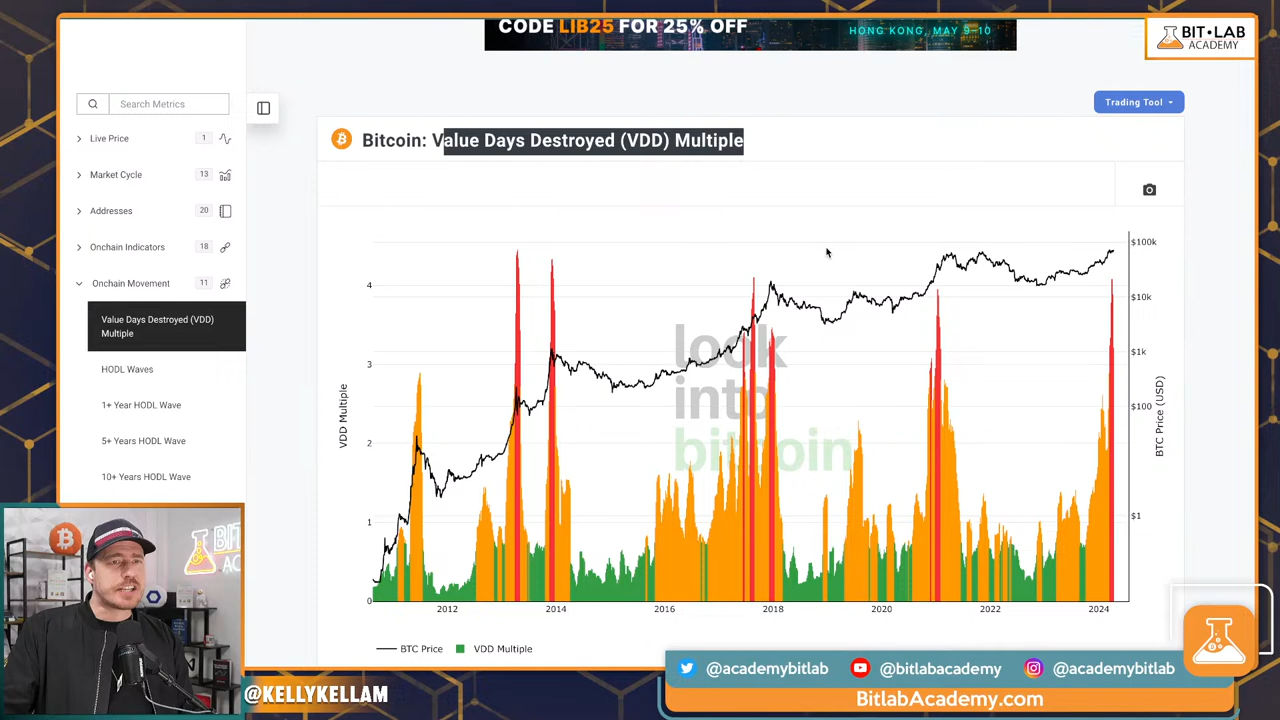 CODE LIB25 FOR 25% OFF
HONG KONG, MAY 9-10
BIT LAB
ACADEMY
Search Metrics
Trading Tool
Live Price 1
Market Cycle 13
Addresses 20
Onchain Indicators 18
Onchain Movement 11
Value Days Destroyed (VDD)
Multiple
HODL Waves
1+ Year HODL Wave
5+ Years HODL Wave
10+ Years HODL Wave
Bitcoin: Value Days Destroyed (VDD) Multiple
look
into
bitcoin
VDD Multiple
4
3
2
1
0
$100k
$10k
$1k
$100
$1
BTC Price (USD)
2012 2014 2016 2018 2020 2022 2024
BTC Price VDD Multiple
BIT
AC
@KELLYKELLAM
@academybitlab @bitlabacademy @academybitlab
BitlabAcademy.com